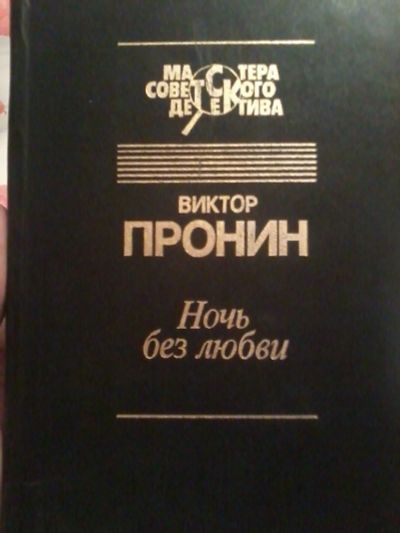 МАСТЕРА
СОВЕТСКОГО
ДЕТЕКТИВА
ВИКТОР
ПРОНИН
Ночь
без любви